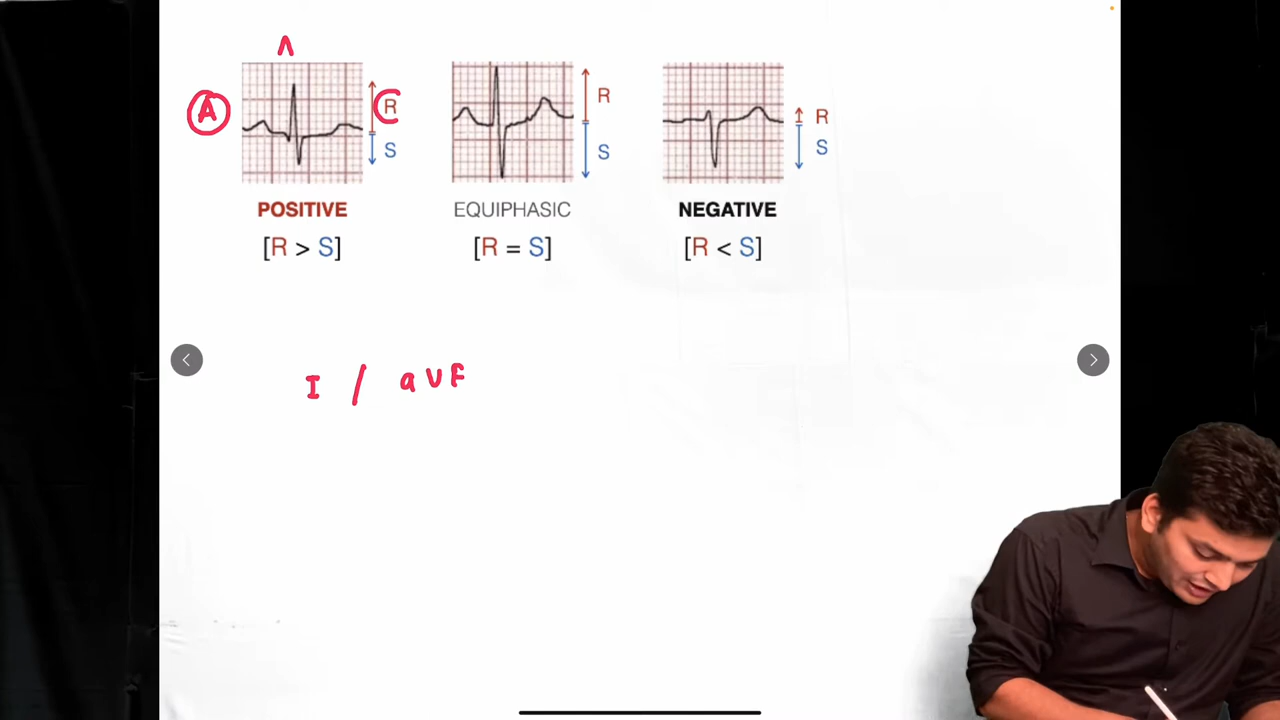 Λ
A
R
S
R
S
R
S
POSITIVE EQUIPHASIC NEGATIVE
[R > S] [R = S] [R < S]
I / avF